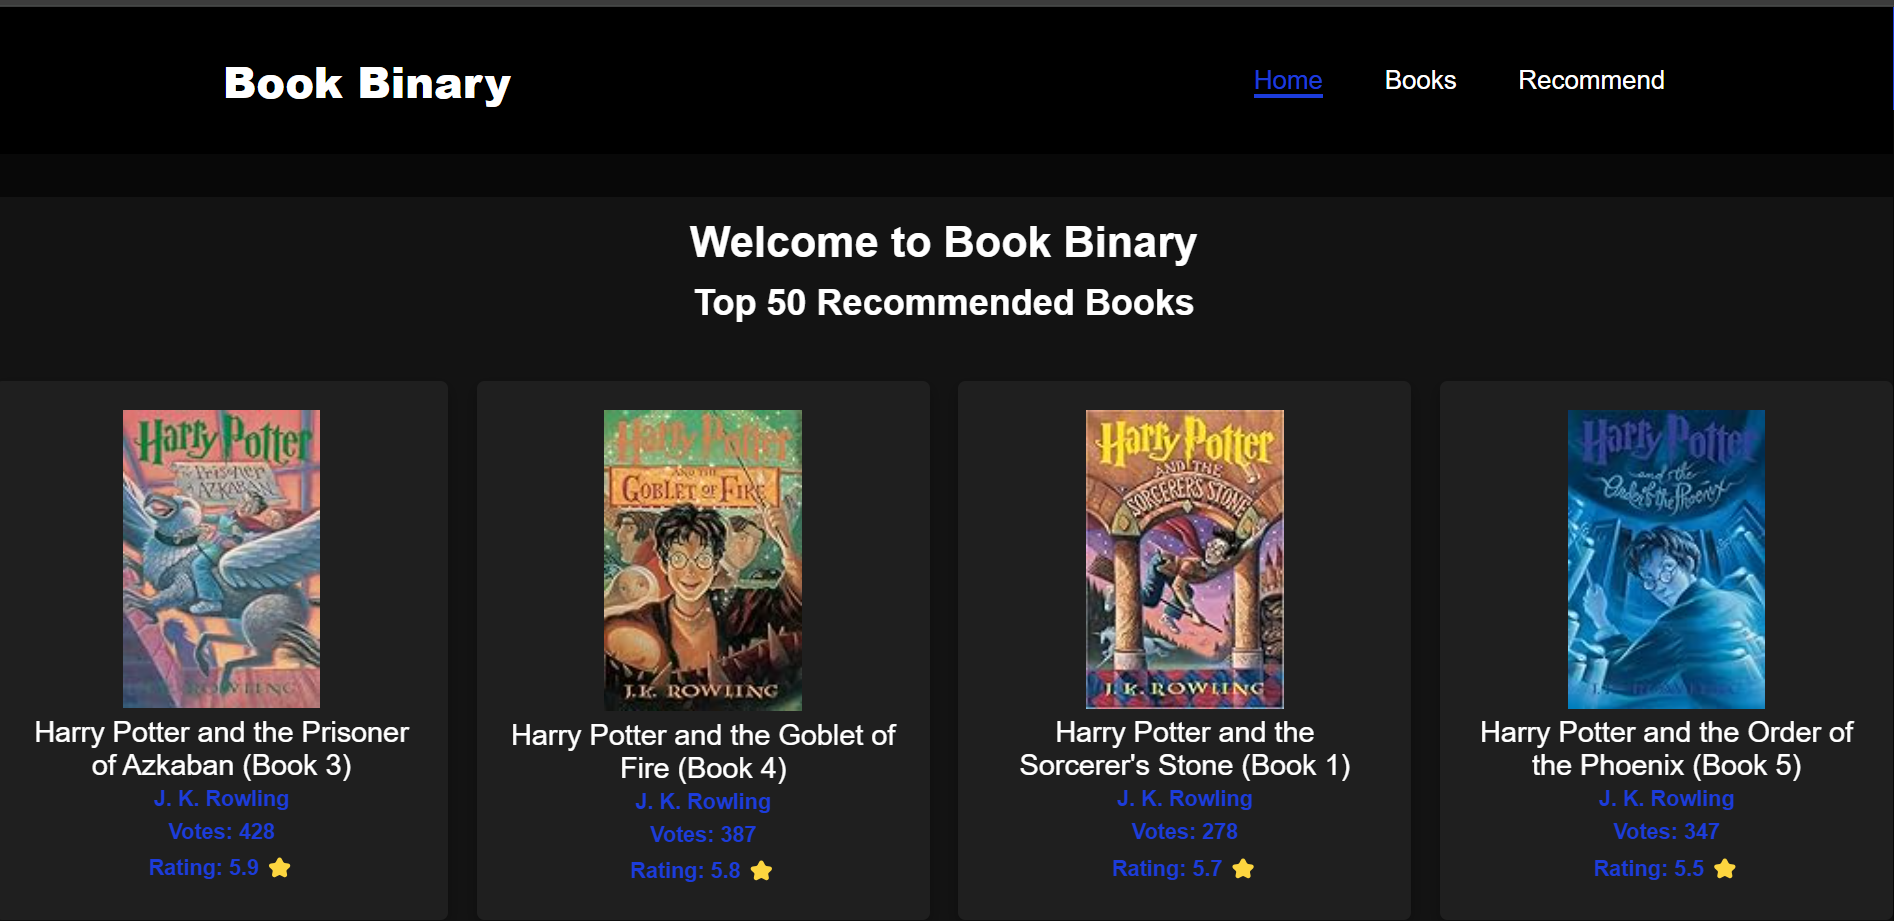 Book Binary
Home Books Recommend
Welcome to Book Binary
Top 50 Recommended Books
Harry Potter
Prisoner
AZKABAN
Harry Potter and the Prisoner
of Azkaban (Book 3)
J. K. Rowling
Votes: 428
Rating: 5.9
Harry Potter
AND THE
GOBLET OF FIRE
J.K. ROWLING
Harry Potter and the Goblet of
Fire (Book 4)
J. K. Rowling
Votes: 387
Rating: 5.8
Harry Potter
AND THE
SORCERER'S STONE
J. K. ROWLING
Harry Potter and the
Sorcerer's Stone (Book 1)
J. K. Rowling
Votes: 278
Rating: 5.7
Harry Potter
and the
Order of the Phoenix
Harry Potter and the Order of
the Phoenix (Book 5)
J. K. Rowling
Votes: 347
Rating: 5.5